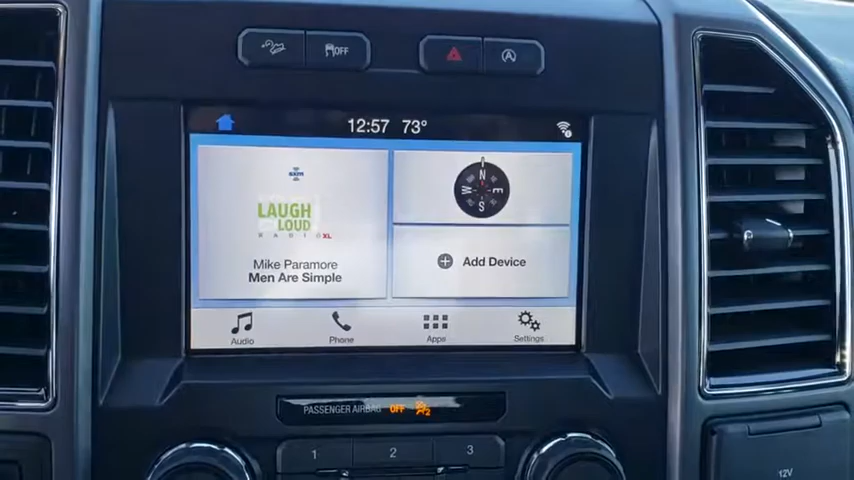 OFF
A
12:57 73°
sxm
LAUGH
LOUD
RADIO XL
Mike Paramore
Men Are Simple
N
W E
S
Add Device
Audio
Phone
Apps
Settings
PASSENGER AIRBAG OFF
1 2 3
12V